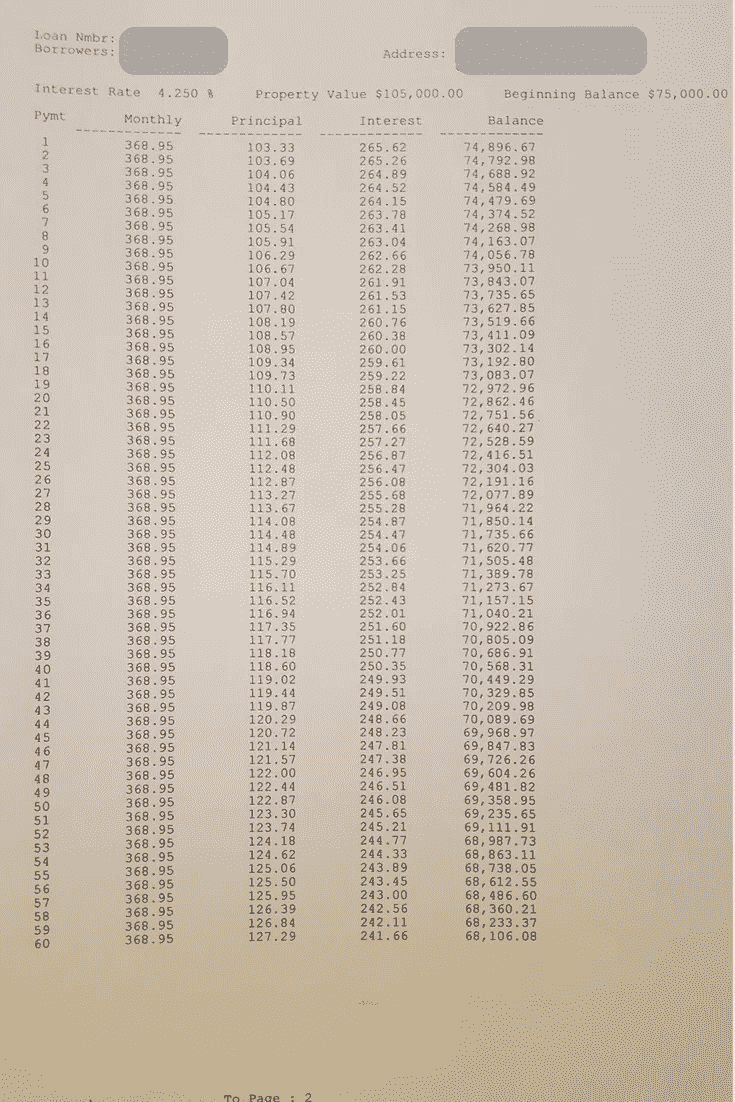 Loan Nmbr:
Borrowers: Address:
Interest Rate 4.250 % Property Value $105,000.00 Beginning Balance $75,000.00
Pymt Monthly Principal Interest Balance
1 368.95 103.33 265.62 74,896.67
2 368.95 103.69 265.26 74,792.98
3 368.95 104.06 264.89 74,688.92
4 368.95 104.43 264.52 74,584.49
5 368.95 104.80 264.15 74,479.69
6 368.95 105.17 263.78 74,374.52
7 368.95 105.54 263.41 74,268.98
8 368.95 105.91 263.04 74,163.07
9 368.95 106.29 262.66 74,056.78
10 368.95 106.67 262.28 73,950.11
11 368.95 107.04 261.91 73,843.07
12 368.95 107.42 261.53 73,735.65
13 368.95 107.80 261.15 73,627.85
14 368.95 108.19 260.76 73,519.66
15 368.95 108.57 260.38 73,411.09
16 368.95 108.95 260.00 73,302.14
17 368.95 109.34 259.61 73,192.80
18 368.95 109.73 259.22 73,083.07
19 368.95 110.11 258.84 72,972.96
20 368.95 110.50 258.45 72,862.46
21 368.95 110.90 258.05 72,751.56
22 368.95 111.29 257.66 72,640.27
23 368.95 111.68 257.27 72,528.59
24 368.95 112.08 256.87 72,416.51
25 368.95 112.48 256.47 72,304.03
26 368.95 112.87 256.08 72,191.16
27 368.95 113.27 255.68 72,077.89
28 368.95 113.67 255.28 71,964.22
29 368.95 114.08 254.87 71,850.14
30 368.95 114.48 254.47 71,735.66
31 368.95 114.89 254.06 71,620.77
32 368.95 115.29 253.66 71,505.48
33 368.95 115.70 253.25 71,389.78
34 368.95 116.11 252.84 71,273.67
35 368.95 116.52 252.43 71,157.15
36 368.95 116.94 252.01 71,040.21
37 368.95 117.35 251.60 70,922.86
38 368.95 117.77 251.18 70,805.09
39 368.95 118.18 250.77 70,686.91
40 368.95 118.60 250.35 70,568.31
41 368.95 119.02 249.93 70,449.29
42 368.95 119.44 249.51 70,329.85
43 368.95 119.87 249.08 70,209.98
44 368.95 120.29 248.66 70,089.69
45 368.95 120.72 248.23 69,968.97
46 368.95 121.14 247.81 69,847.83
47 368.95 121.57 247.38 69,726.26
48 368.95 122.00 246.95 69,604.26
49 368.95 122.44 246.51 69,481.82
50 368.95 122.87 246.08 69,358.95
51 368.95 123.30 245.65 69,235.65
52 368.95 123.74 245.21 69,111.91
53 368.95 124.18 244.77 68,987.73
54 368.95 124.62 244.33 68,863.11
55 368.95 125.06 243.89 68,738.05
56 368.95 125.50 243.45 68,612.55
57 368.95 125.95 243.00 68,486.60
58 368.95 126.39 242.56 68,360.21
59 368.95 126.84 242.11 68,233.37
60 368.95 127.29 241.66 68,106.08
To Page : 2